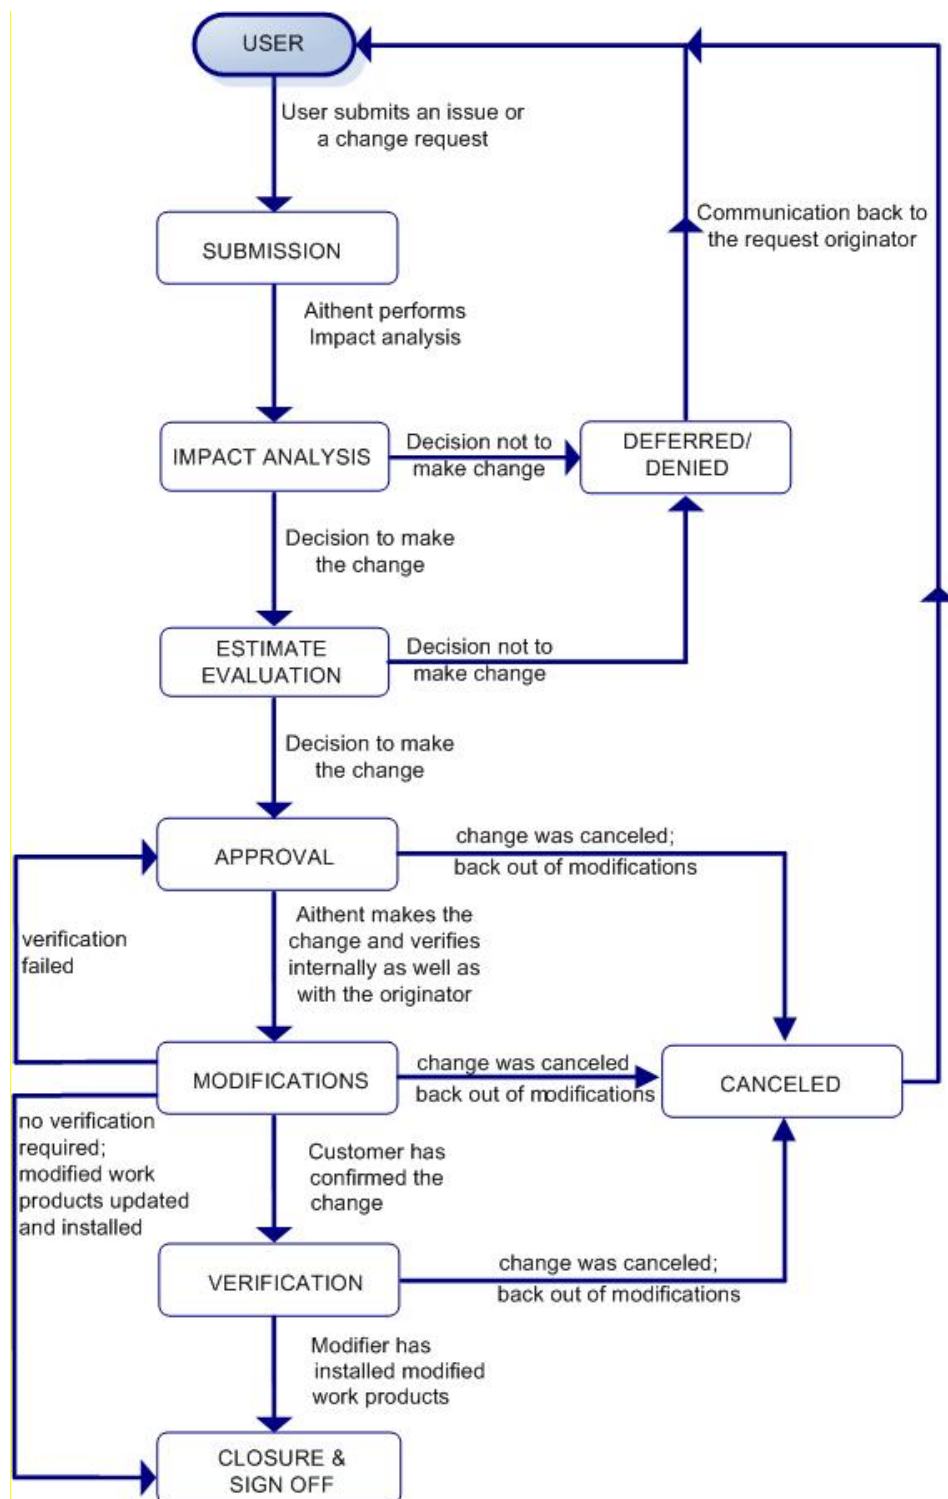 USER
User submits an issue or
a change request
Communication back to
the request originator
SUBMISSION
Aithent performs
Impact analysis
IMPACT ANALYSIS
Decision not to
make change
DEFERRED/
DENIED
Decision to make
the change
ESTIMATE
EVALUATION
Decision not to
make change
Decision to make
the change
APPROVAL
change was canceled;
back out of modifications
verification
failed
Aithent makes the
change and verifies
internally as well as
with the originator
MODIFICATIONS
change was canceled
back out of modifications
CANCELED
no verification
required;
modified work
products updated
and installed
Customer has
confirmed the
change
VERIFICATION
change was canceled;
back out of modifications
Modifier has
installed modified
work products
CLOSURE &
SIGN OFF